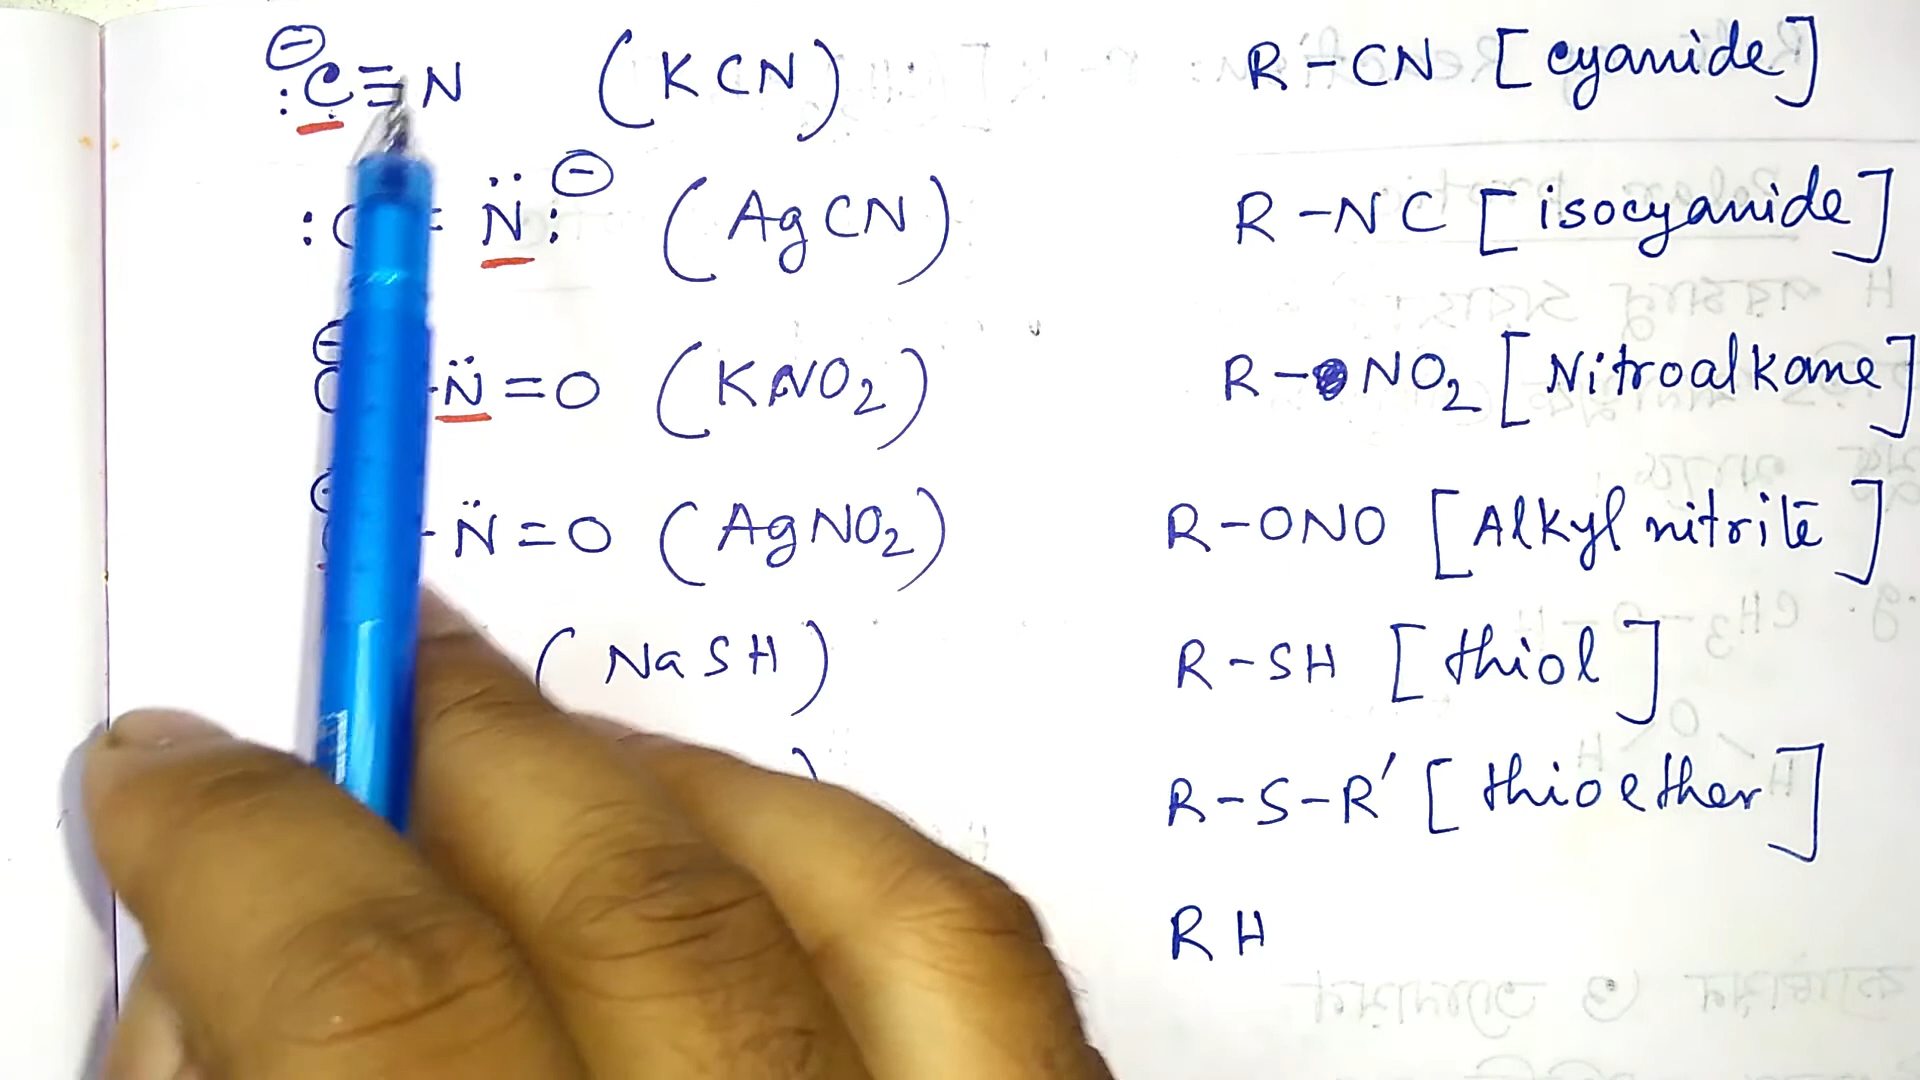 ⊖:C≡N (KCN) R-CN [cyanide]
:C = N̈:⊖ (AgCN) R-NC [isocyanide]
-N̈=O (KNO₂) R-NO₂ [Nitroalkane]
-N̈=O (AgNO₂) R-ONO [Alkyl nitrite]
(NaSH) R-SH [thiol]
) R-S-R′ [thioether]
RH